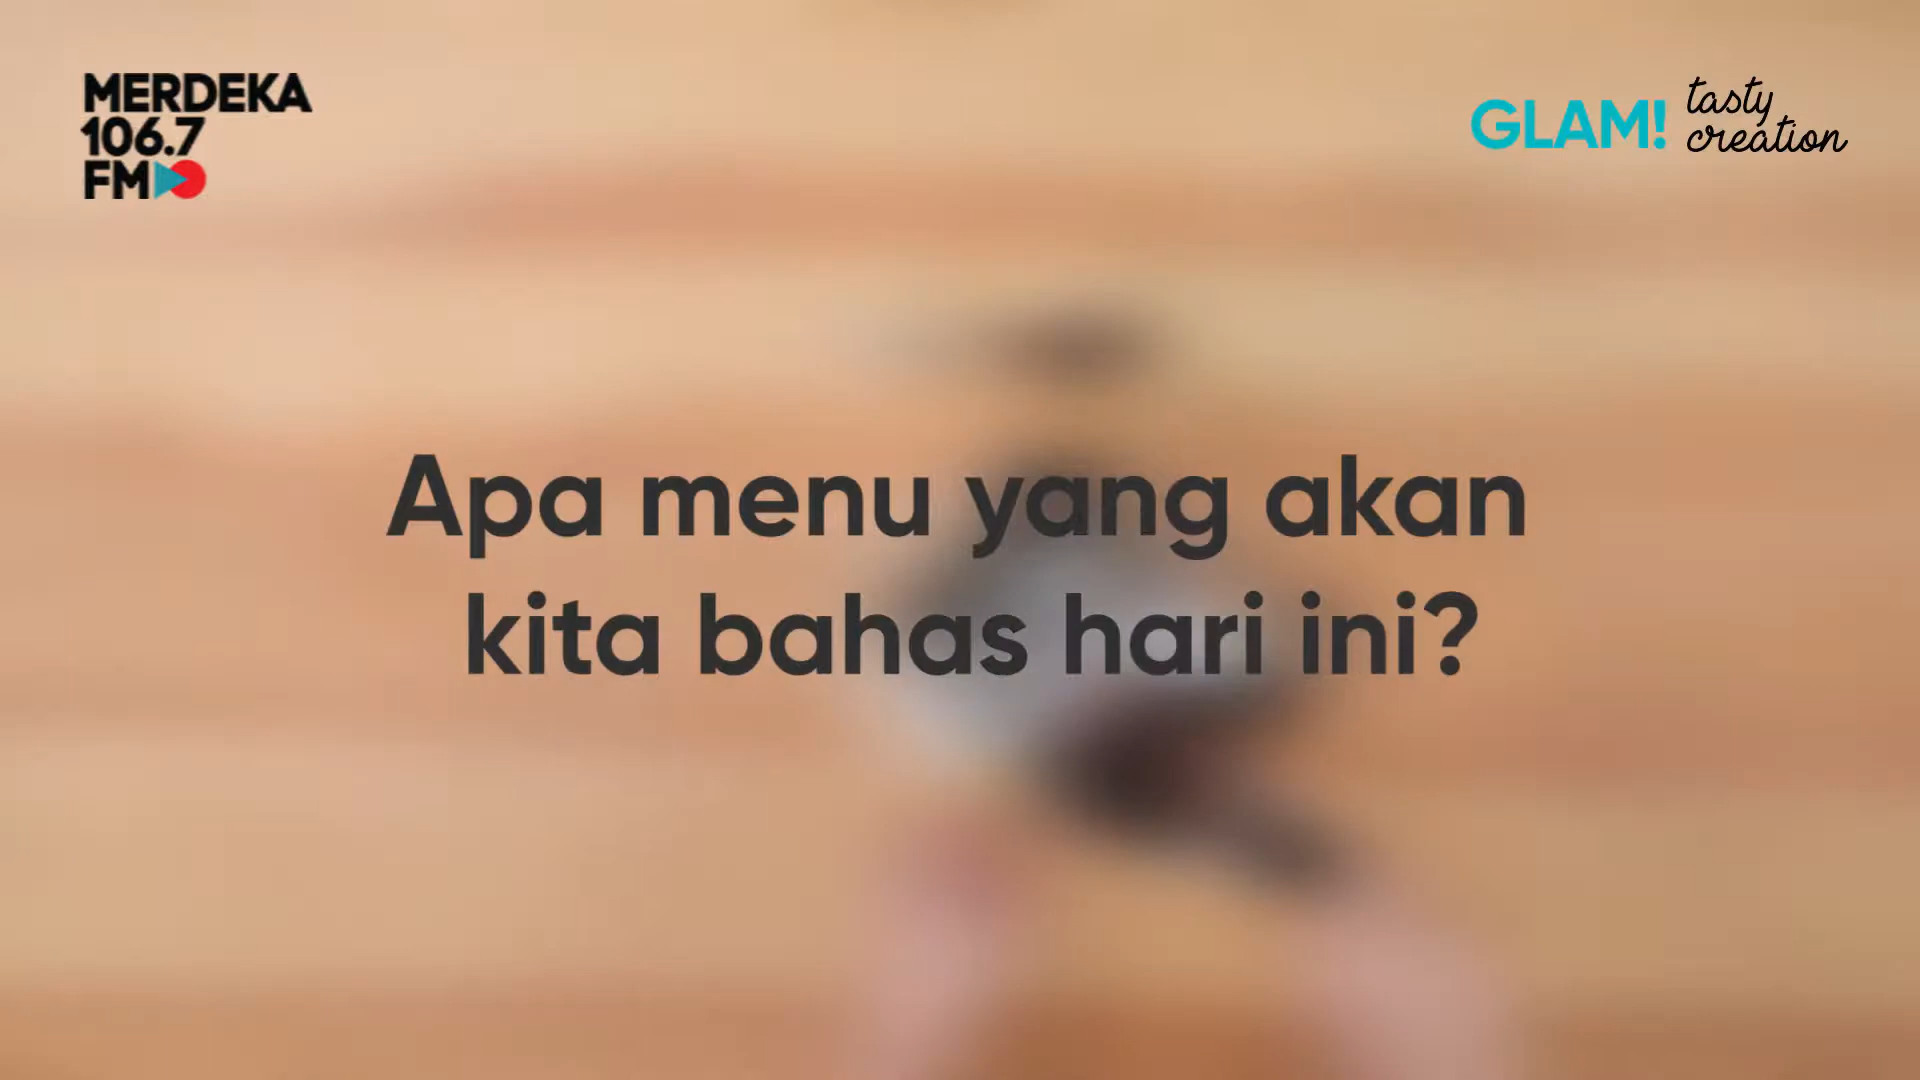 MERDEKA
106.7
FM
GLAM! tasty
creation
Apa menu yang akan
kita bahas hari ini?